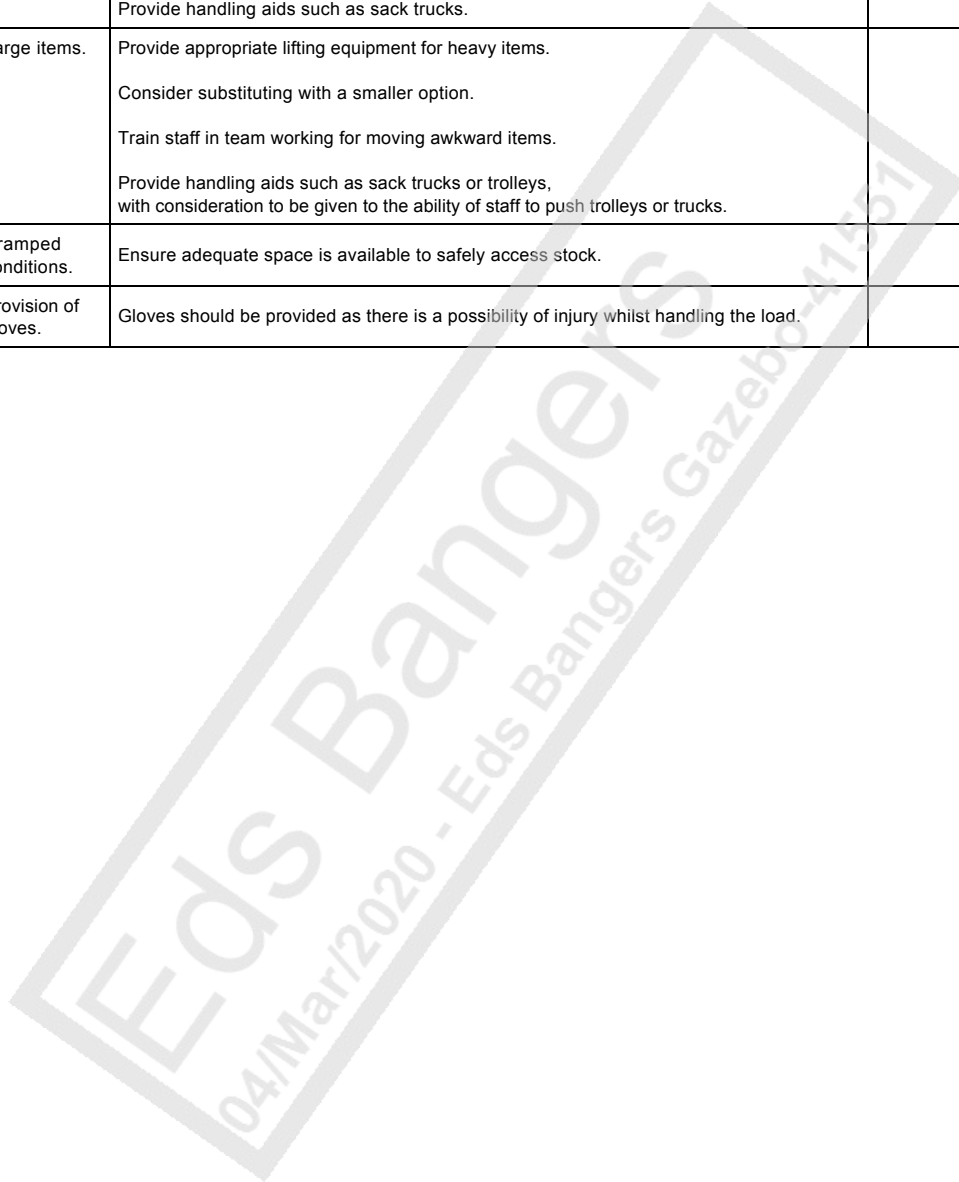 Provide handling aids such as sack trucks.
arge items.
Provide appropriate lifting equipment for heavy items.
Consider substituting with a smaller option.
Train staff in team working for moving awkward items.
Provide handling aids such as sack trucks or trolleys,
with consideration to be given to the ability of staff to push trolleys or trucks.
ramped
onditions.
Ensure adequate space is available to safely access stock.
rovision of
oves.
Gloves should be provided as there is a possibility of injury whilst handling the load.
Eds Bangers
04/Mar/2020 - Eds Bangers Gazebo-41551